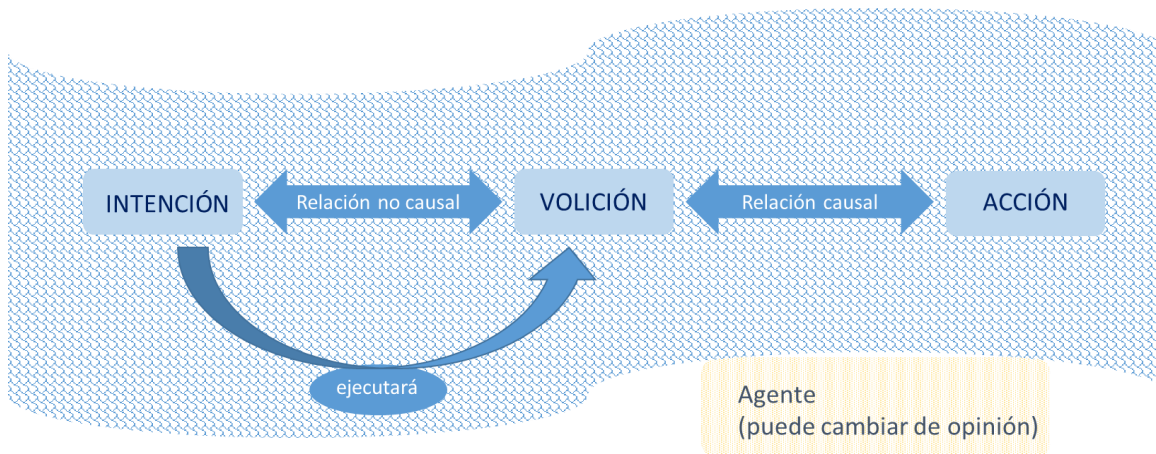 INTENCIÓN
Relación no causal
VOLICIÓN
Relación causal
ACCIÓN
ejecutará
Agente
(puede cambiar de opinión)